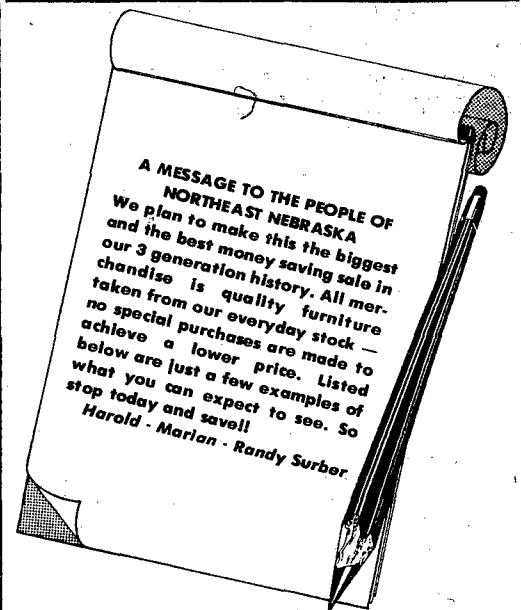 A MESSAGE TO THE PEOPLE OF
NORTHEAST NEBRASKA
We plan to make this the biggest
and the best money saving sale in
our 3 generation history. All mer-
chandise is quality furniture
taken from our everyday stock —
no special purchases are made to
achieve a lower price. Listed
below are just a few examples of
what you can expect to see. So
stop today and save!!
Harold - Marian - Randy Surber